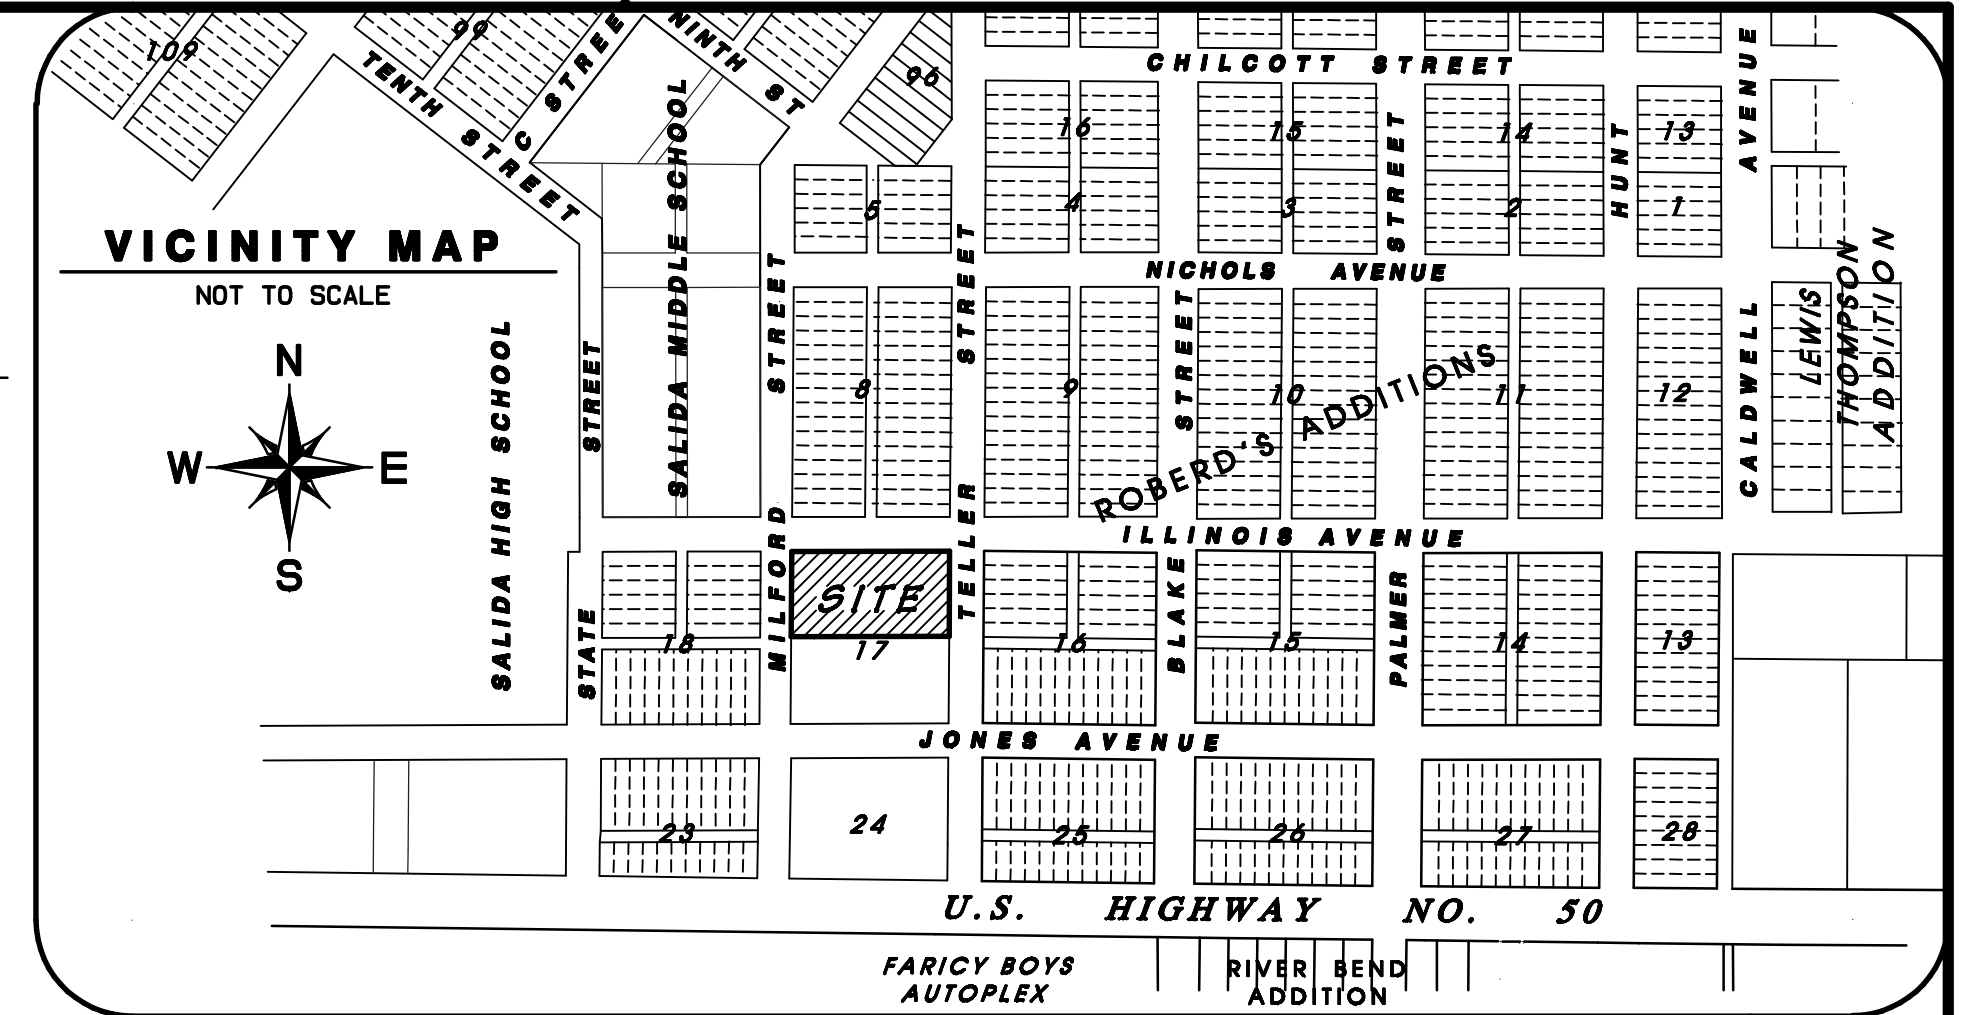 109
99
C STREE
NINTH ST
96
CHILCOTT STREET
AVENUE
TENTH STREET
16
15
14
13
HUNT
STREET
5
4
3
2
1
VICINITY MAP
NOT TO SCALE
SALIDA MIDDLE SCHOOL
STREET
STREET
NICHOLS AVENUE
LEWIS
THOMPSON
ADDITION
N
W E
S
SALIDA HIGH SCHOOL
STREET
STREET
8
9
10
11
12
CALDWELL
ROBERD'S ADDITIONS
MILFORD
TELLER
ILLINOIS AVENUE
SITE
STATE
BLAKE
PALMER
18
17
16
15
14
13
JONES AVENUE
23
24
25
26
27
28
U.S. HIGHWAY NO. 50
FARICY BOYS
AUTOPLEX
RIVER BEND
ADDITION